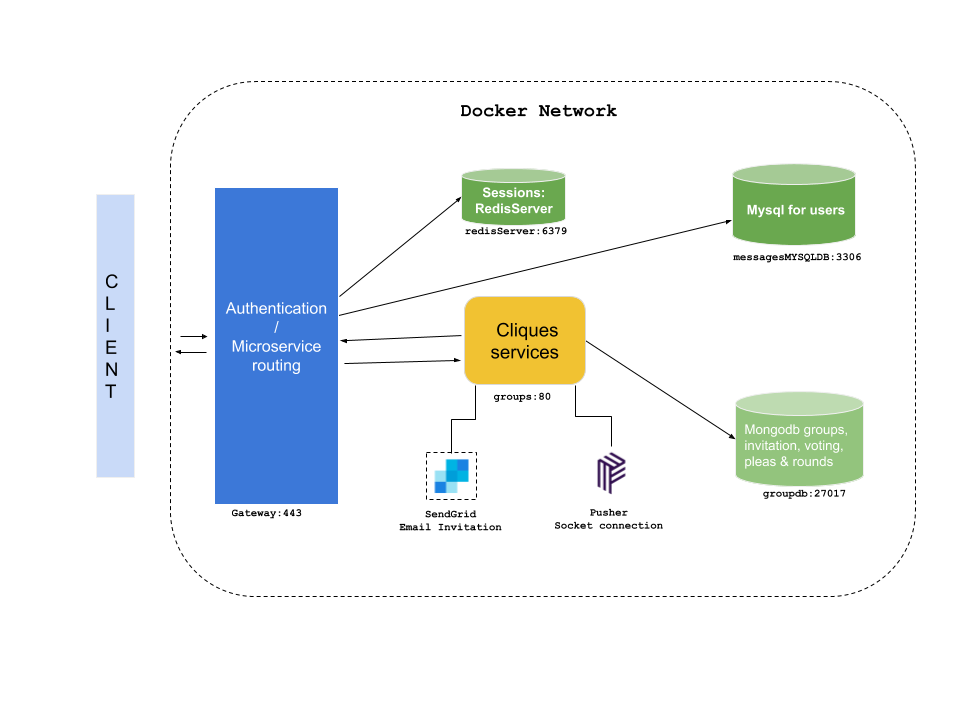 Docker Network
C
L
I
E
N
T
Authentication
/
Microservice
routing
Gateway:443
Sessions:
RedisServer
redisServer:6379
Mysql for users
messagesMYSQLDB:3306
Cliques
services
groups:80
Mongodb groups,
invitation, voting,
pleas & rounds
groupdb:27017
SendGrid
Email Invitation
Pusher
Socket connection